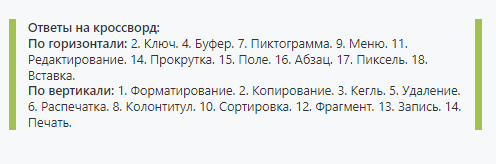 Ответы на кроссворд:
По горизонтали: 2. Ключ. 4. Буфер. 7. Пиктограмма. 9. Меню. 11.
Редактирование. 14. Прокрутка. 15. Поле. 16. Абзац. 17. Пиксель. 18.
Вставка.
По вертикали: 1. Форматирование. 2. Копирование. 3. Кегль. 5. Удаление.
6. Распечатка. 8. Колонтитул. 10. Сортировка. 12. Фрагмент. 13. Запись. 14.
Печать.